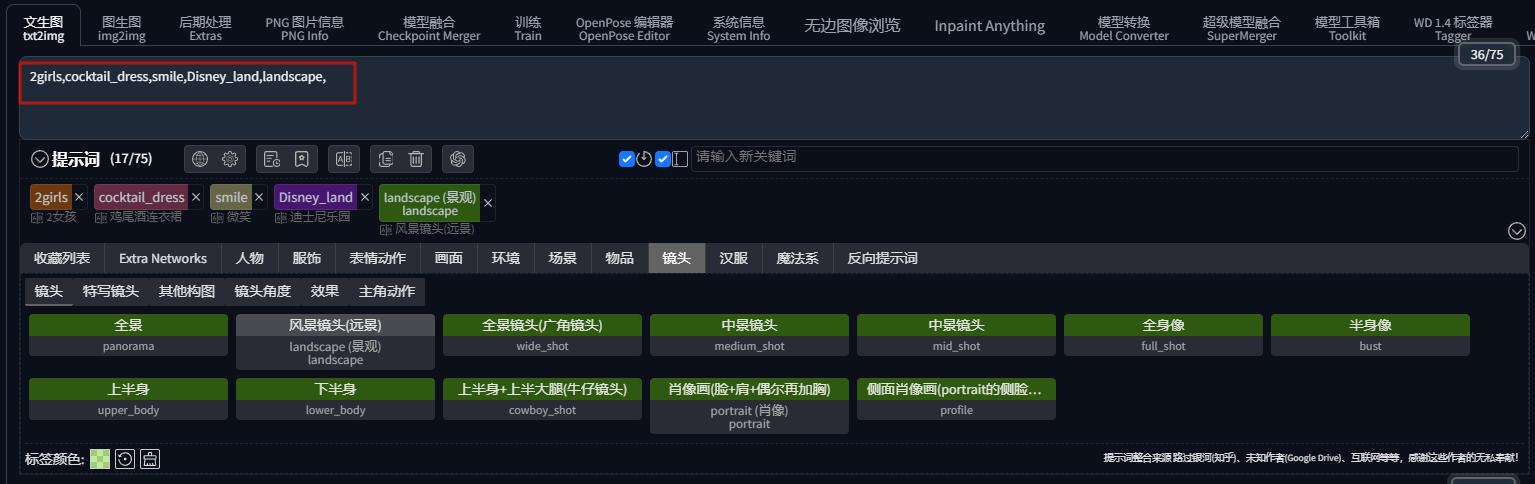 文生图 图生图 后期处理 PNG 图片信息 模型融合 训练 OpenPose 编辑器 系统信息 无边图像浏览 Inpaint Anything 模型转换 超级模型融合 模型工具箱 WD 1.4 标签器
txt2img img2img Extras PNG Info Checkpoint Merger Train OpenPose Editor System Info Model Converter SuperMerger Toolkit Tagger W
36/75
2girls,cocktail_dress,smile,Disney_land,landscape,
提示词 (17/75) 请输入新关键词
2girls × cocktail_dress × smile × Disney_land × landscape (景观) ×
landscape
2女孩 鸡尾酒连衣裙 微笑 迪士尼乐园 风景镜头(远景)
收藏列表 Extra Networks 人物 服饰 表情动作 画面 环境 场景 物品 镜头 汉服 魔法系 反向提示词
镜头 特写镜头 其他构图 镜头角度 效果 主角动作
全景 风景镜头(远景) 全景镜头(广角镜头) 中景镜头 中景镜头 全身像 半身像
panorama landscape (景观) wide_shot medium_shot mid_shot full_shot bust
landscape
上半身 下半身 上半身+上半大腿(牛仔镜头) 肖像画(脸+肩+偶尔再加胸) 侧面肖像画(portrait的侧脸…
upper_body lower_body cowboy_shot portrait (肖像) profile
portrait
标签颜色: 提示词整合来源 路过银河(知乎)、未知作者(Google Drive)、互联网等等，感谢这些作者的无私奉献！